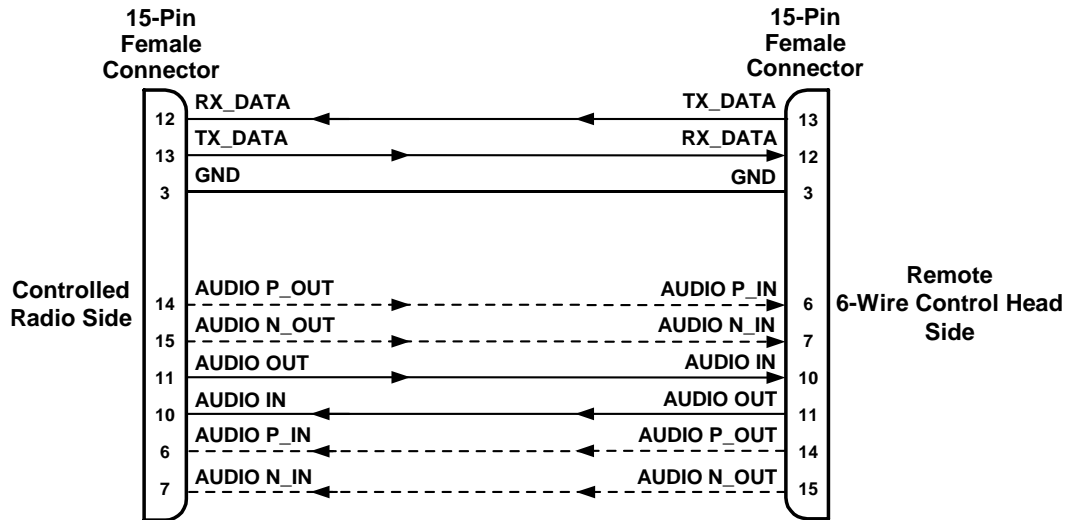 15-Pin
Female
Connector
15-Pin
Female
Connector
RX_DATA TX_DATA
12 13
TX_DATA RX_DATA
13 12
GND GND
3 3
Controlled
Radio Side
Remote
6-Wire Control Head
Side
AUDIO P_OUT AUDIO P_IN
14 6
AUDIO N_OUT AUDIO N_IN
15 7
AUDIO OUT AUDIO IN
11 10
AUDIO IN AUDIO OUT
10 11
AUDIO P_IN AUDIO P_OUT
6 14
AUDIO N_IN AUDIO N_OUT
7 15